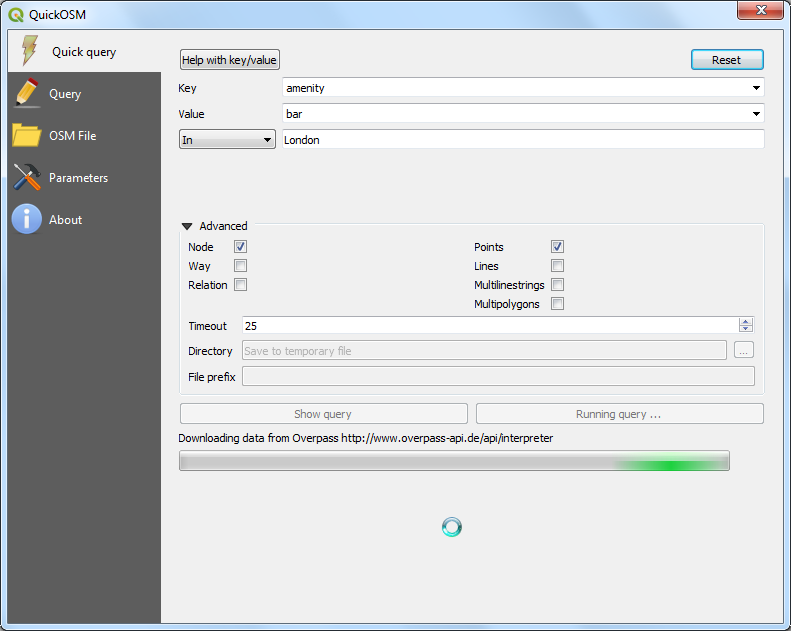 QuickOSM
Quick query
Query
OSM File
Parameters
About
Help with key/value
Reset
Key amenity
Value bar
In London
Advanced
Node Points
Way Lines
Relation Multilinestrings
Multipolygons
Timeout 25
Directory Save to temporary file ...
File prefix
Show query Running query ...
Downloading data from Overpass http://www.overpass-api.de/api/interpreter